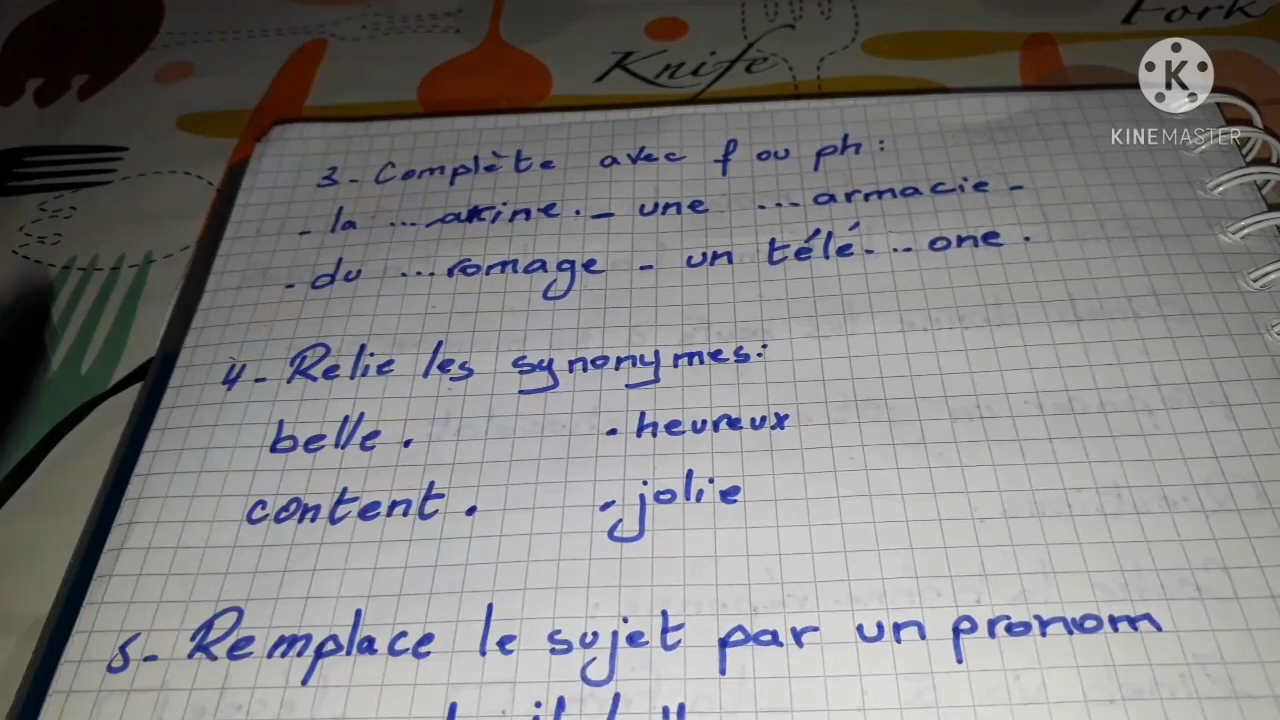 Fork
Knife
KINEMASTER
3- Complète avec f ou ph:
- la ...arine. - une ...armacie -
- du ...romage - un télé...one.
4- Relie les synonymes:
belle . . heureux
content . . jolie
5- Remplace le sujet par un pronom